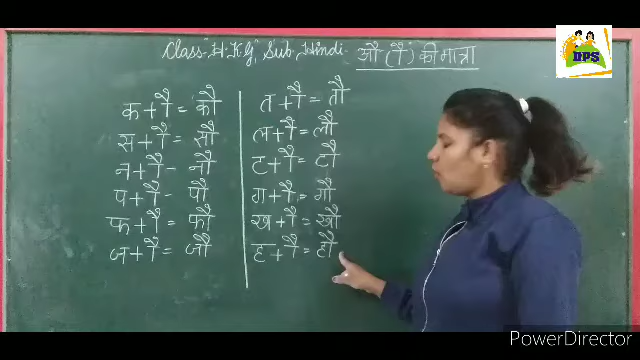 Class "H.K.G", Sub. Hindi - औ (ौ) की मात्रा
क + ौ = कौ
स + ौ = सौ
न + ौ - नौ
प + ौ - पौ
फ + ौ = फौ
ज + ौ = जौ
त + ौ = तौ
ल + ौ = लौ
ट + ौ = टौ
ग + ौ = गौ
ख + ौ = खौ
ह + ौ = हौ
DPS
PowerDirector